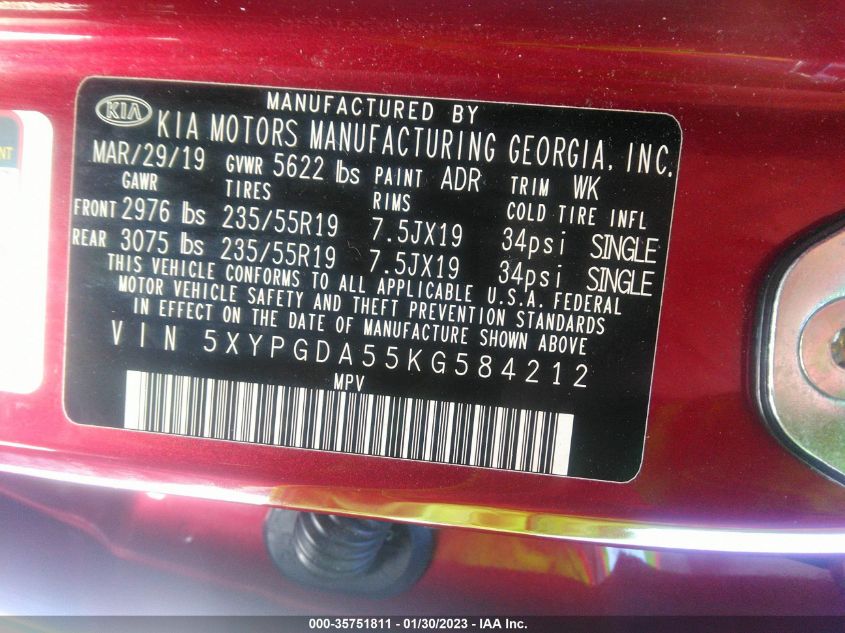 KIA
MANUFACTURED BY
KIA MOTORS MANUFACTURING GEORGIA, INC.
MAR/29/19 GVWR 5622 lbs PAINT ADR TRIM WK
GAWR TIRES RIMS COLD TIRE INFL
FRONT 2976 lbs 235/55R19 7.5JX19 34psi SINGLE
REAR 3075 lbs 235/55R19 7.5JX19 34psi SINGLE
THIS VEHICLE CONFORMS TO ALL APPLICABLE U.S.A. FEDERAL
MOTOR VEHICLE SAFETY AND THEFT PREVENTION STANDARDS
IN EFFECT ON THE DATE OF MANUFACTURE SHOWN ABOVE
VIN 5XYPGDA55KG584212
MPV
000-35751811 - 01/30/2023 - IAA Inc.